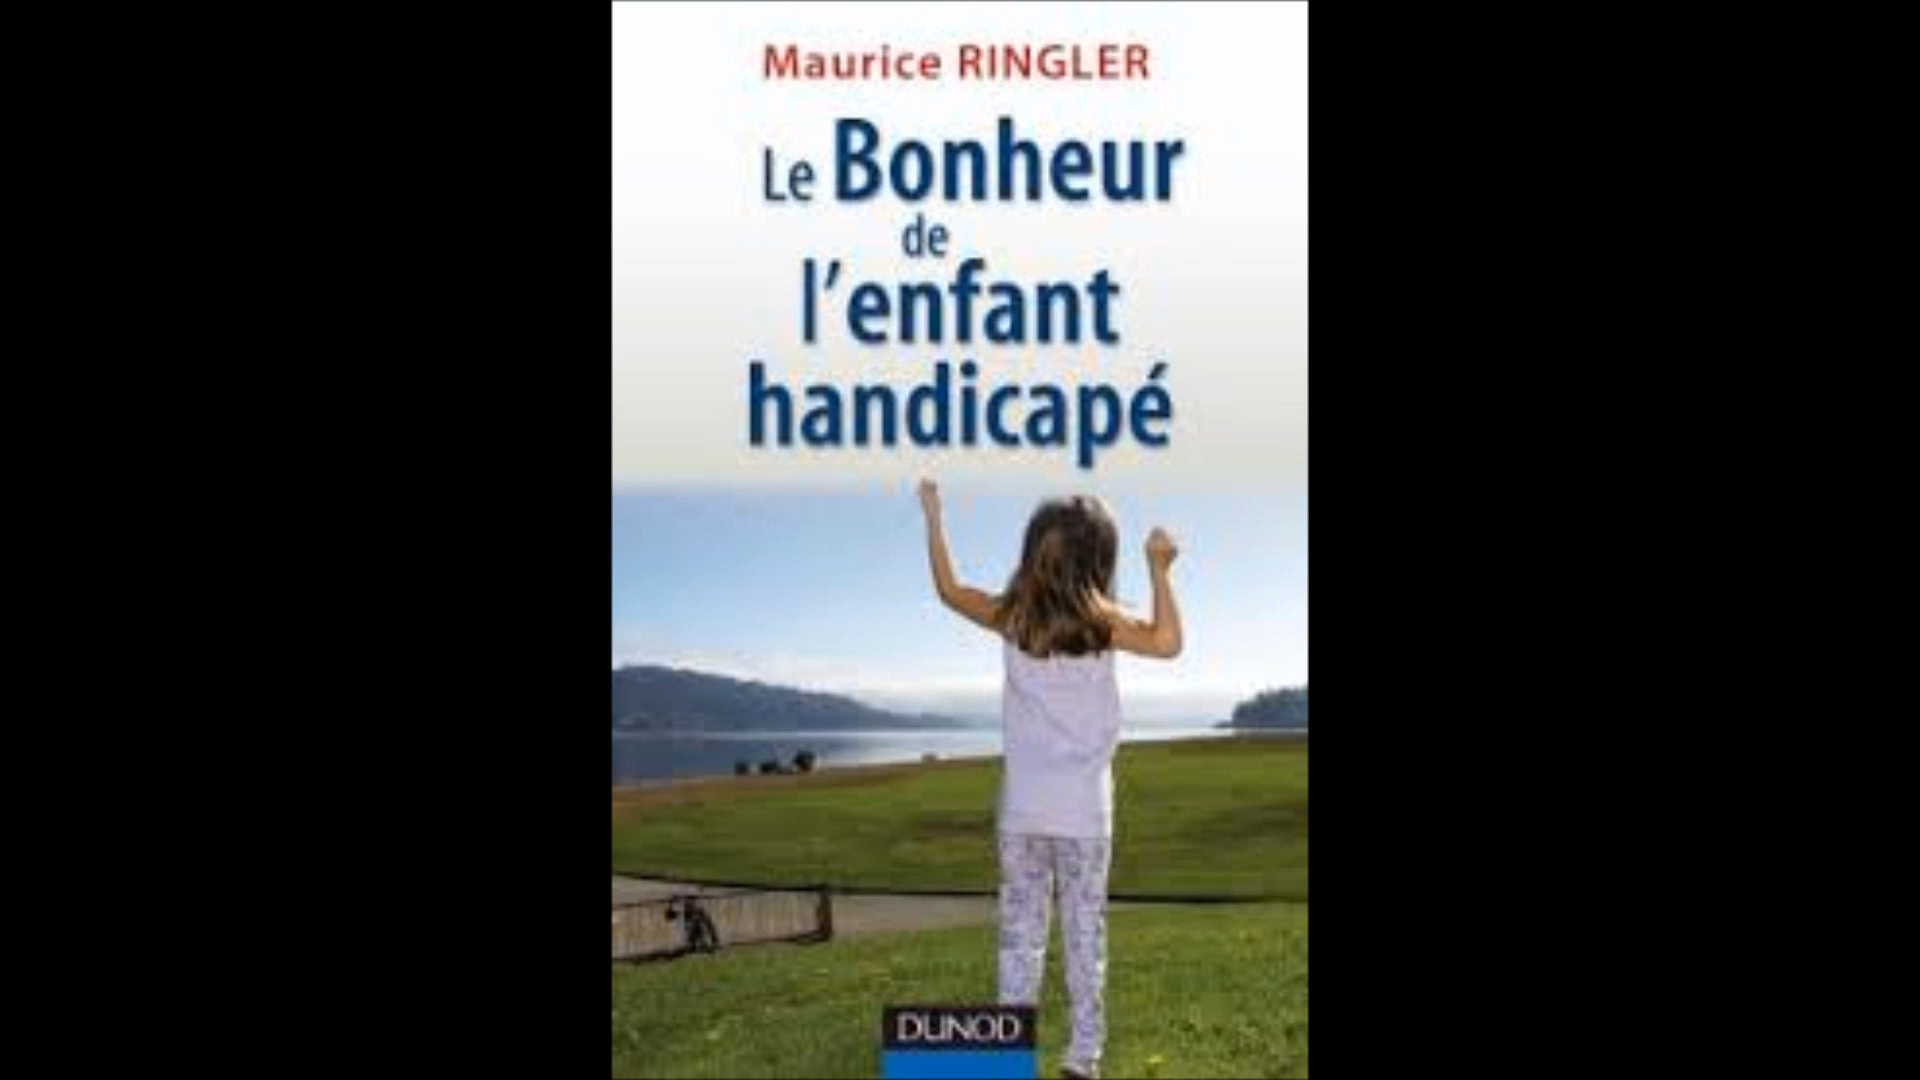 Maurice RINGLER
Le Bonheur
de
l'enfant
handicapé
DUNOD